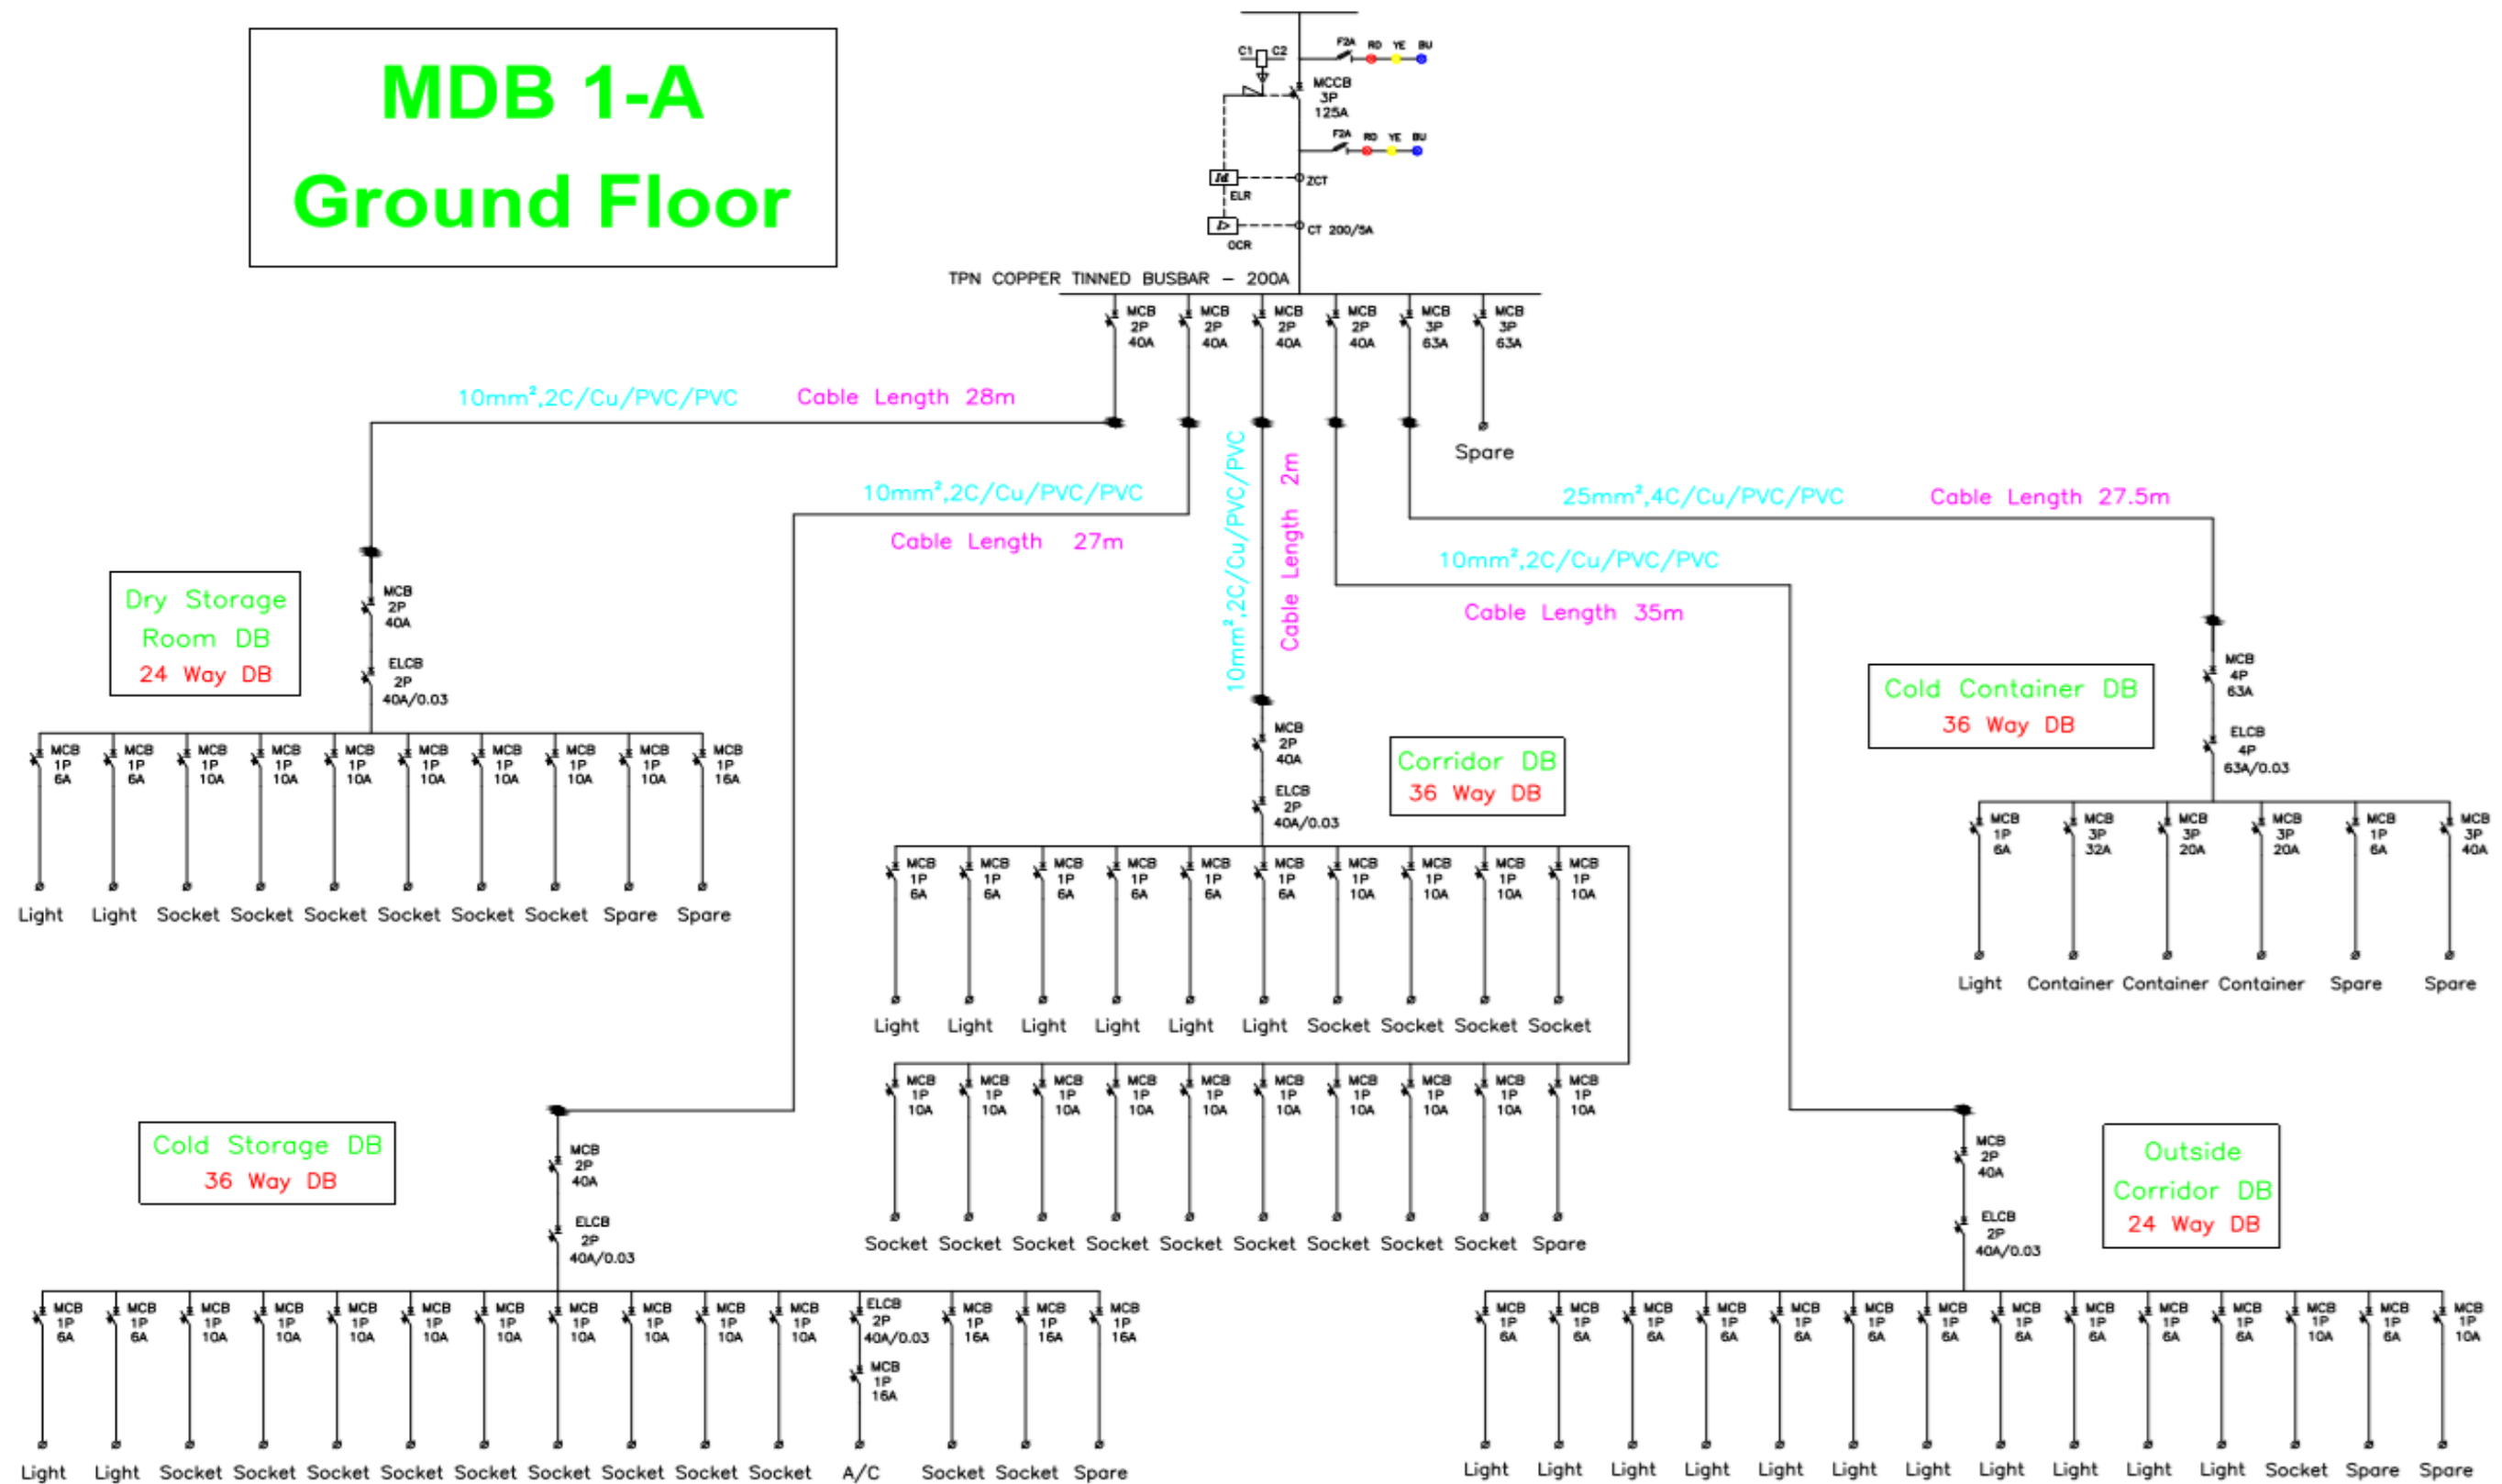 MDB 1-A
Ground Floor
C1 C2
F2A RD YE BU
MCCB
3P
125A
F2A RD YE BU
Id
ZCT
ELR
I>
CT 200/5A
OCR
TPN COPPER TINNED BUSBAR – 200A
MCB MCB MCB MCB MCB MCB
2P 2P 2P 2P 3P 3P
40A 40A 40A 40A 63A 63A
Spare
10mm²,2C/Cu/PVC/PVC Cable Length 28m
10mm²,2C/Cu/PVC/PVC
Cable Length 27m
10mm²,2C/Cu/PVC/PVC
Cable Length 2m
25mm²,4C/Cu/PVC/PVC Cable Length 27.5m
10mm²,2C/Cu/PVC/PVC
Cable Length 35m
Dry Storage
Room DB
24 Way DB
MCB
2P
40A
ELCB
2P
40A/0.03
MCB MCB MCB MCB MCB MCB MCB MCB MCB MCB
1P 1P 1P 1P 1P 1P 1P 1P 1P 1P
6A 6A 10A 10A 10A 10A 10A 10A 10A 16A
Light Light Socket Socket Socket Socket Socket Socket Spare Spare
Corridor DB
36 Way DB
MCB
2P
40A
ELCB
2P
40A/0.03
MCB MCB MCB MCB MCB MCB MCB MCB MCB MCB
1P 1P 1P 1P 1P 1P 1P 1P 1P 1P
6A 6A 6A 6A 6A 6A 10A 10A 10A 10A
Light Light Light Light Light Light Socket Socket Socket Socket
MCB MCB MCB MCB MCB MCB MCB MCB MCB MCB
1P 1P 1P 1P 1P 1P 1P 1P 1P 1P
10A 10A 10A 10A 10A 10A 10A 10A 10A 10A
Socket Socket Socket Socket Socket Socket Socket Socket Socket Spare
Cold Container DB
36 Way DB
MCB
4P
63A
ELCB
4P
63A/0.03
MCB MCB MCB MCB MCB MCB
1P 3P 3P 3P 1P 3P
6A 32A 20A 20A 6A 40A
Light Container Container Container Spare Spare
Cold Storage DB
36 Way DB
MCB
2P
40A
ELCB
2P
40A/0.03
MCB MCB MCB MCB MCB MCB MCB MCB MCB MCB MCB ELCB MCB MCB MCB
1P 1P 1P 1P 1P 1P 1P 1P 1P 1P 1P 2P 1P 1P 1P
6A 6A 10A 10A 10A 10A 10A 10A 10A 10A 10A 40A/0.03 16A 16A 16A
MCB
1P
16A
Light Light Socket Socket Socket Socket Socket Socket Socket Socket Socket A/C Socket Socket Spare
Outside
Corridor DB
24 Way DB
MCB
2P
40A
ELCB
2P
40A/0.03
MCB MCB MCB MCB MCB MCB MCB MCB MCB MCB MCB MCB MCB MCB
1P 1P 1P 1P 1P 1P 1P 1P 1P 1P 1P 1P 1P 1P
6A 6A 6A 6A 6A 6A 6A 6A 6A 6A 6A 10A 6A 10A
Light Light Light Light Light Light Light Light Light Light Light Socket Spare Spare